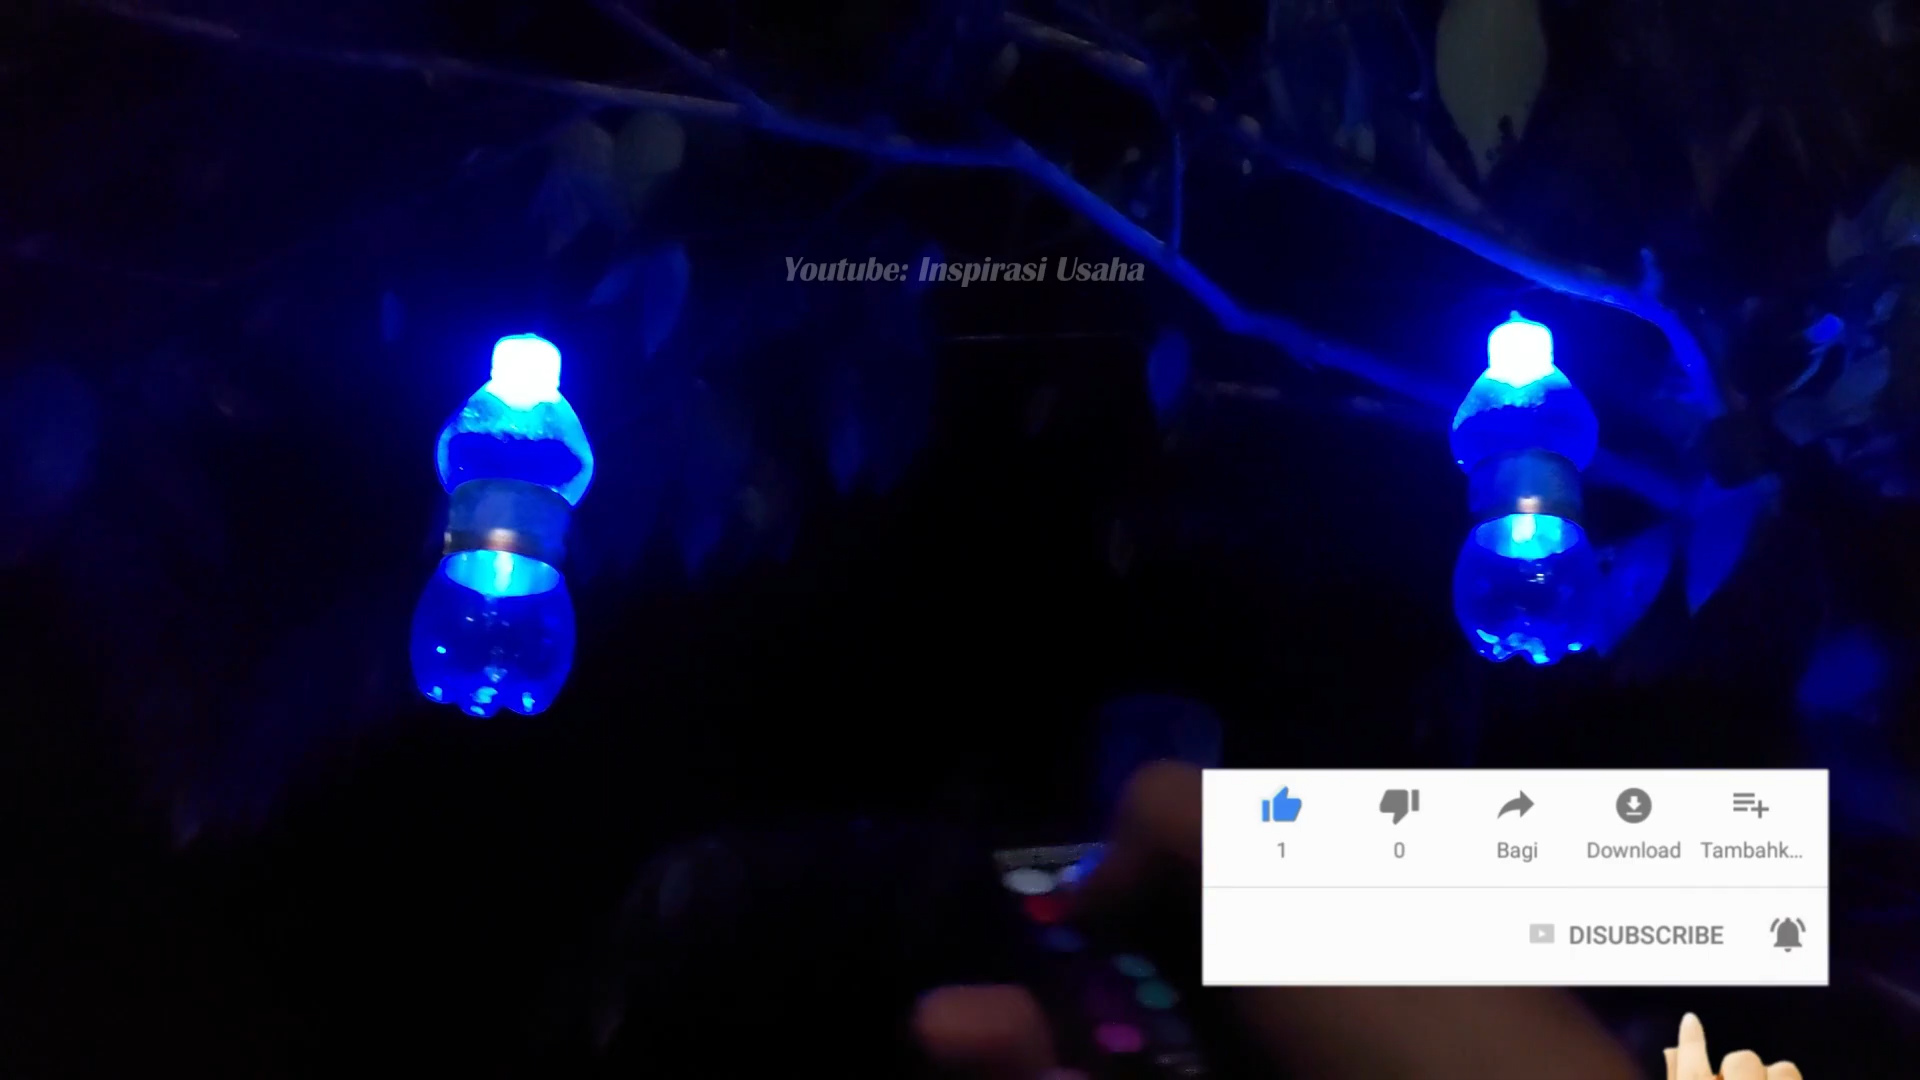 Youtube: Inspirasi Usaha
1
0
Bagi
Download
Tambahk...
DISUBSCRIBE